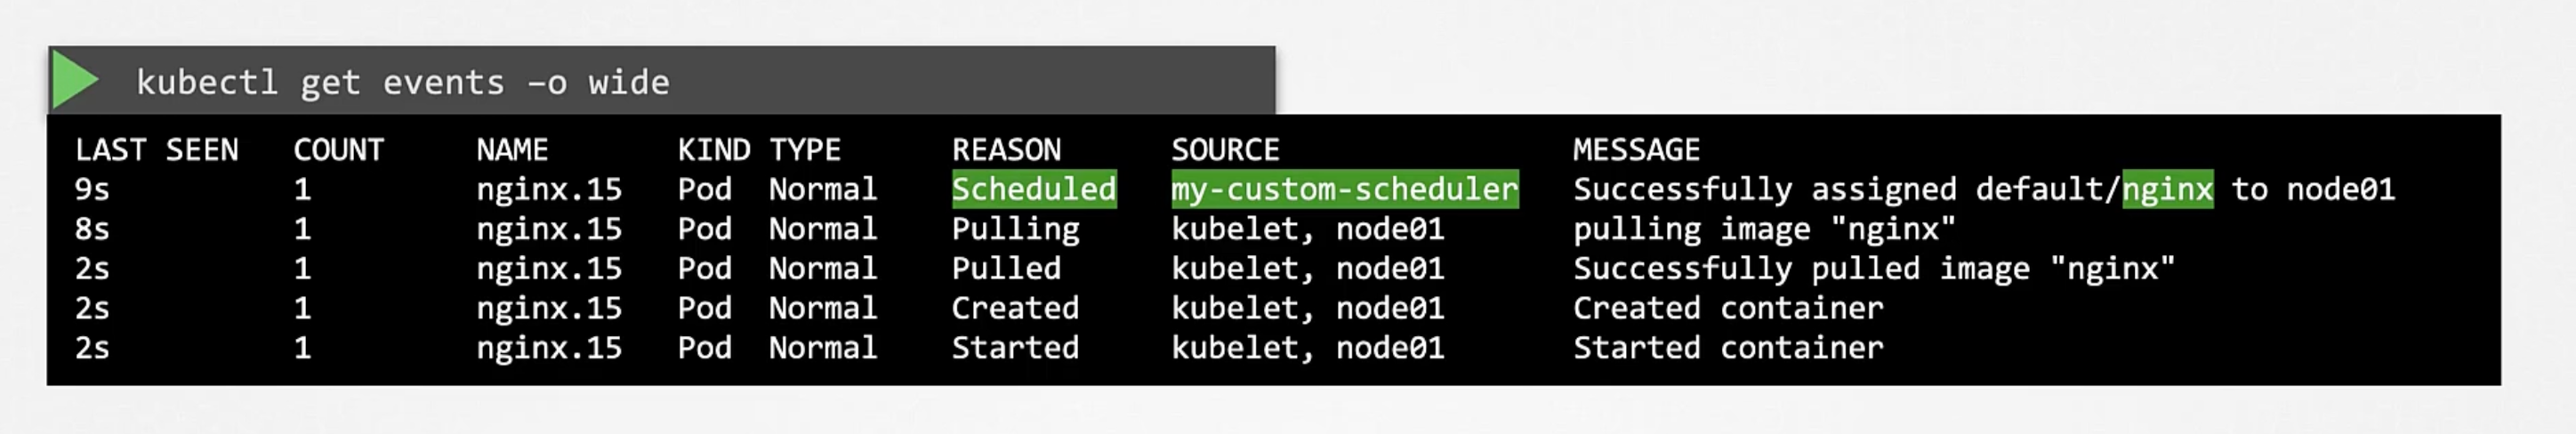 kubectl get events –o wide
LAST SEEN COUNT NAME KIND TYPE REASON SOURCE MESSAGE
9s 1 nginx.15 Pod Normal Scheduled my-custom-scheduler Successfully assigned default/nginx to node01
8s 1 nginx.15 Pod Normal Pulling kubelet, node01 pulling image "nginx"
2s 1 nginx.15 Pod Normal Pulled kubelet, node01 Successfully pulled image "nginx"
2s 1 nginx.15 Pod Normal Created kubelet, node01 Created container
2s 1 nginx.15 Pod Normal Started kubelet, node01 Started container